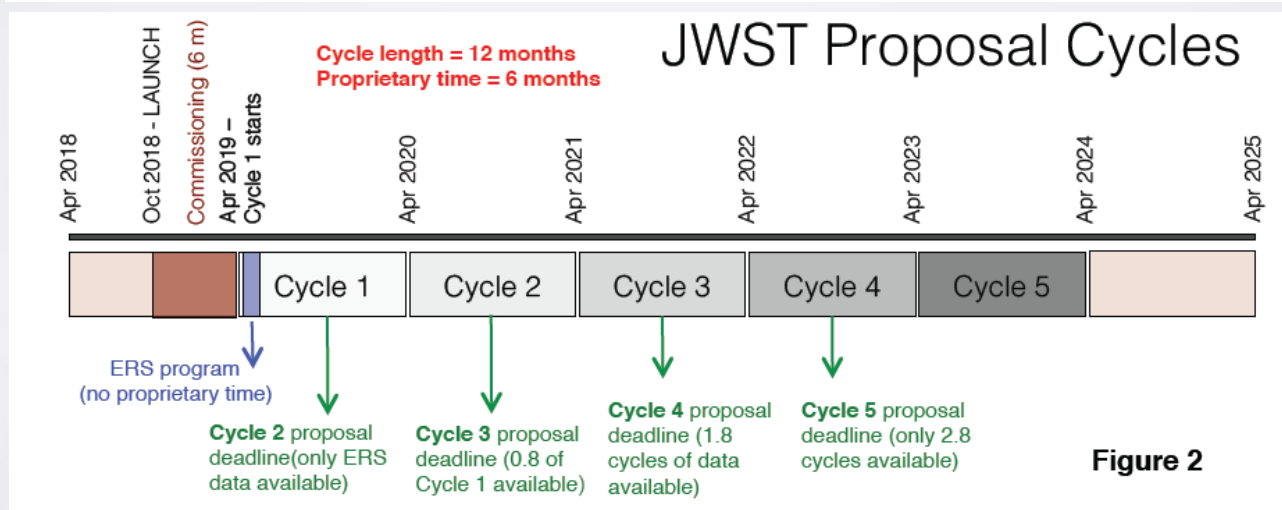 JWST Proposal Cycles
Cycle length = 12 months
Proprietary time = 6 months
Apr 2018
Oct 2018 - LAUNCH
Commissioning (6 m)
Apr 2019 –
Cycle 1 starts
Apr 2020
Apr 2021
Apr 2022
Apr 2023
Apr 2024
Apr 2025
Cycle 1
Cycle 2
Cycle 3
Cycle 4
Cycle 5
ERS program
(no proprietary time)
Cycle 2 proposal
deadline(only ERS
data available)
Cycle 3 proposal
deadline (0.8 of
Cycle 1 available)
Cycle 4 proposal
deadline (1.8
cycles of data
available)
Cycle 5 proposal
deadline (only 2.8
cycles available)
Figure 2